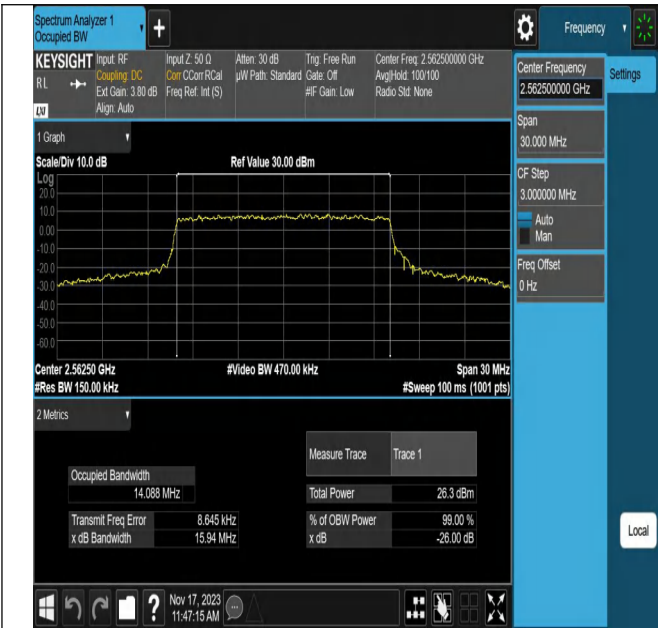 Spectrum Analyzer 1
Occupied BW
+
Frequency
KEYSIGHT
RL
LXI
Input: RF
Coupling: DC
Ext Gain: 3.80 dB
Align: Auto
Input Z: 50 Ω
Corr CCorr RCal
Freq Ref: Int (S)
Atten: 30 dB
µW Path: Standard
Trig: Free Run
Gate: Off
#IF Gain: Low
Center Freq: 2.562500000 GHz
Avg|Hold: 100/100
Radio Std: None
Center Frequency
2.562500000 GHz
Settings
Span
30.000 MHz
CF Step
3.000000 MHz
Auto
Man
Freq Offset
0 Hz
Local
1 Graph
Scale/Div 10.0 dB
Ref Value 30.00 dBm
Log
20.0
10.0
0.00
-10.0
-20.0
-30.0
-40.0
-50.0
-60.0
Center 2.56250 GHz
#Video BW 470.00 kHz
Span 30 MHz
#Res BW 150.00 kHz
#Sweep 100 ms (1001 pts)
2 Metrics
Measure Trace
Trace 1
Occupied Bandwidth
14.088 MHz
Total Power
26.3 dBm
Transmit Freq Error
8.645 kHz
% of OBW Power
99.00 %
x dB Bandwidth
15.94 MHz
x dB
-26.00 dB
?
Nov 17, 2023
11:47:15 AM